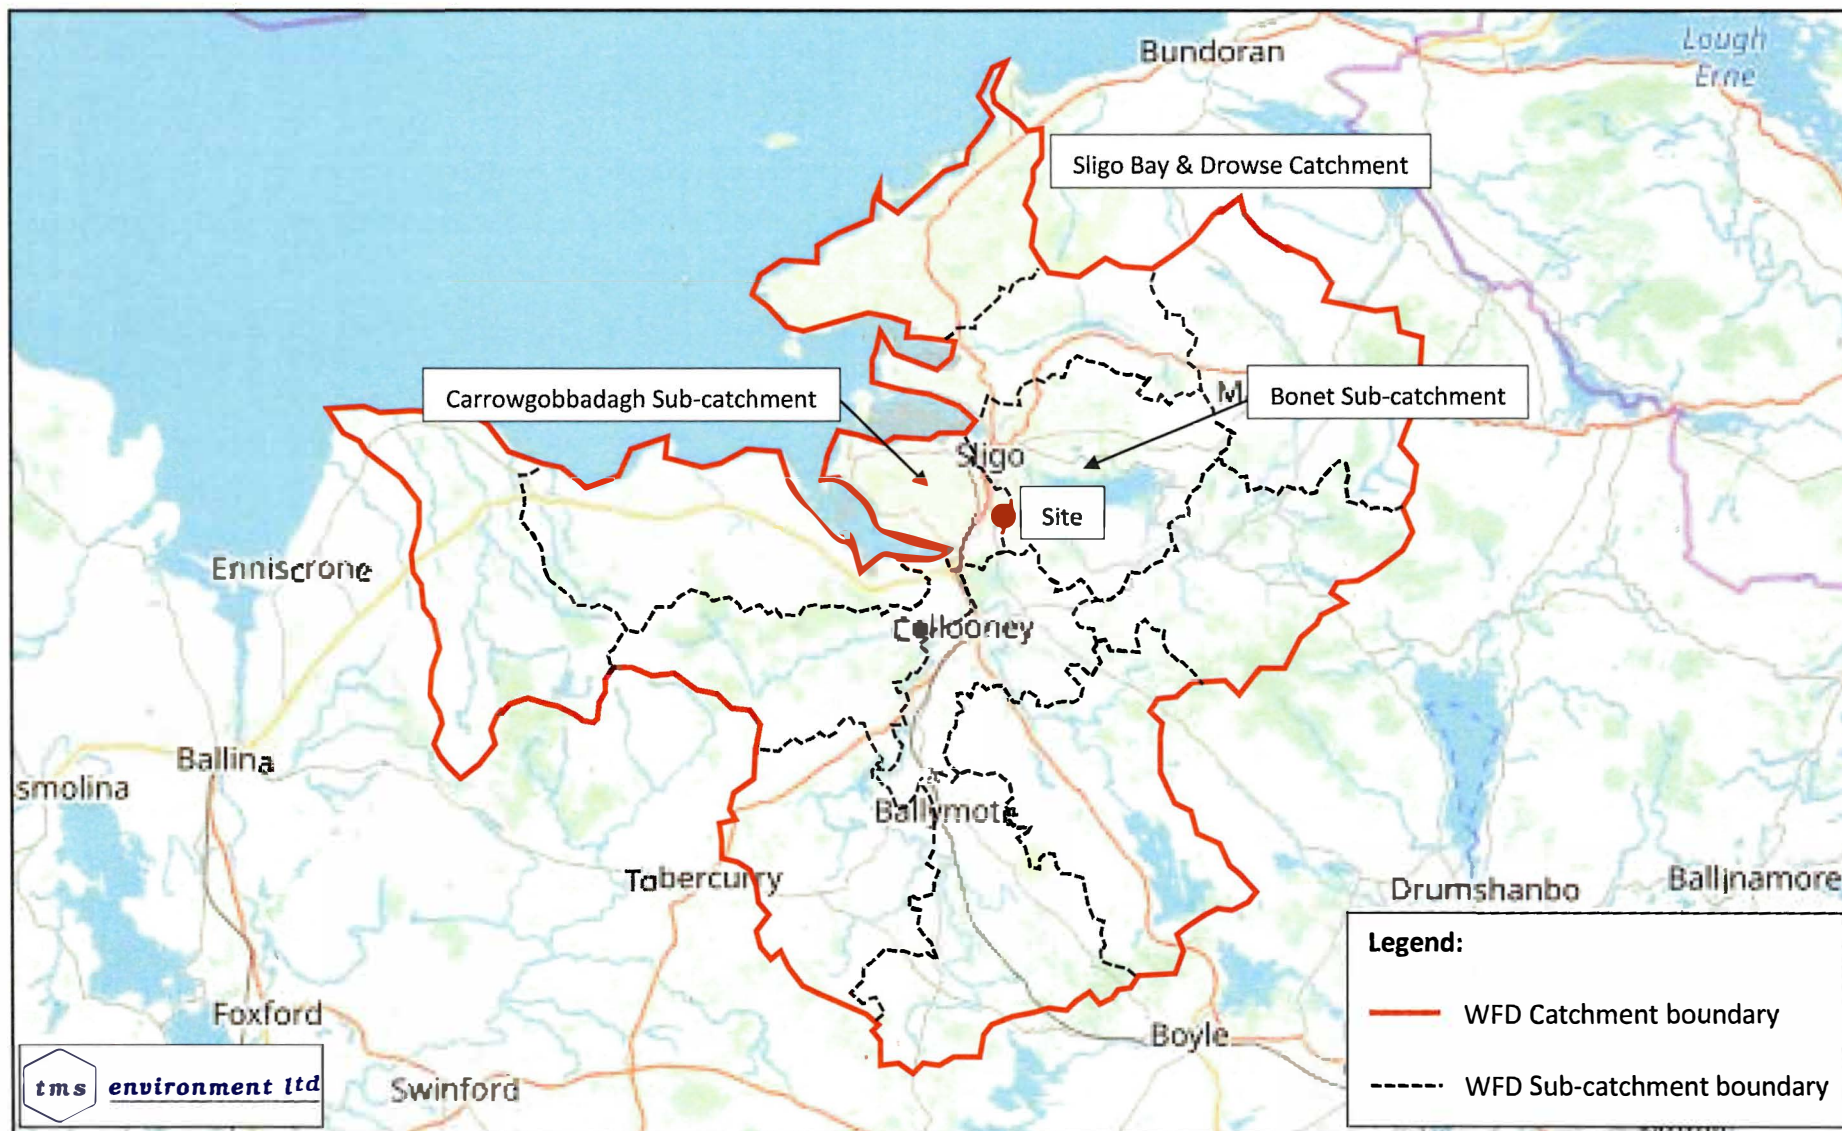 Bundoran
Lough
Erne
Sligo Bay & Drowse Catchment
Carrowgobbadagh Sub-catchment
M
Bonet Sub-catchment
Sligo
Site
Enniscrone
Collooney
Ballina
smolina
Ballymot
Tobercurry
Drumshanbo
Ballinamore
Legend:
WFD Catchment boundary
WFD Sub-catchment boundary
Foxford
Boyle
Swinford
tms environment ltd